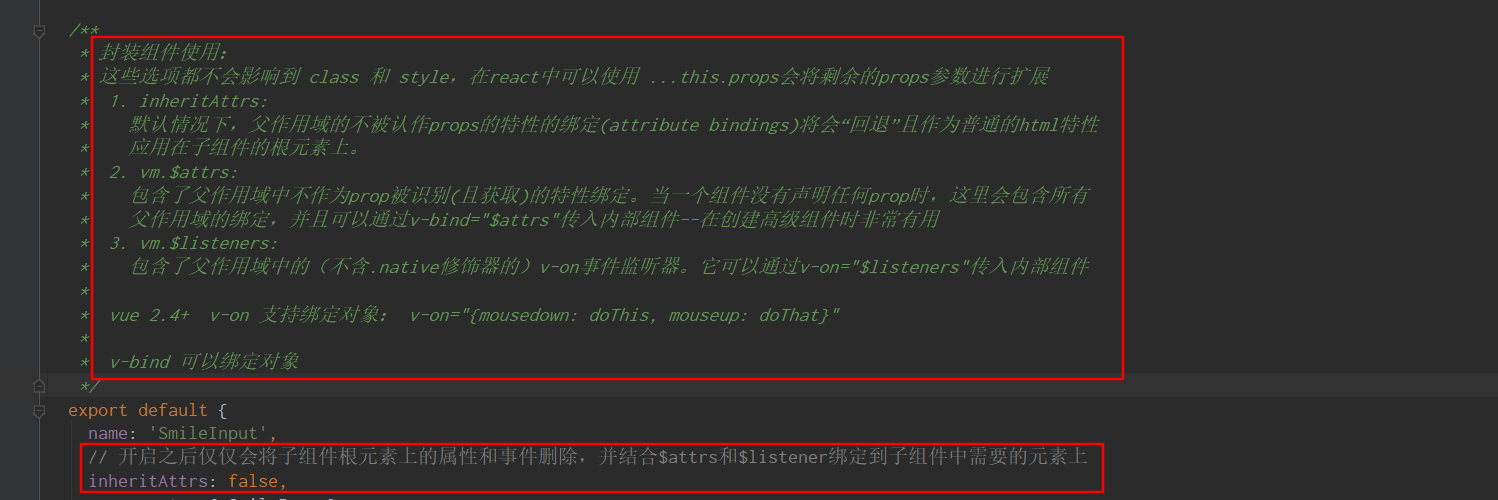 /**
* 封装组件使用:
* 这些选项都不会影响到 class 和 style，在react中可以使用 ...this.props会将剩余的props参数进行扩展
* 1. inheritAttrs:
* 默认情况下，父作用域的不被认作props的特性的绑定(attribute bindings)将会“回退”且作为普通的html特性
* 应用在子组件的根元素上。
* 2. vm.$attrs:
* 包含了父作用域中不作为prop被识别(且获取)的特性绑定。当一个组件没有声明任何prop时，这里会包含所有
* 父作用域的绑定，并且可以通过v-bind="$attrs"传入内部组件--在创建高级组件时非常有用
* 3. vm.$listeners:
* 包含了父作用域中的（不含.native修饰器的）v-on事件监听器。它可以通过v-on="$listeners"传入内部组件
*
* vue 2.4+ v-on 支持绑定对象： v-on="{mousedown: doThis, mouseup: doThat}"
*
* v-bind 可以绑定对象
*/
export default {
name: 'SmileInput',
// 开启之后仅仅会将子组件根元素上的属性和事件删除，并结合$attrs和$listener绑定到子组件中需要的元素上
inheritAttrs: false,